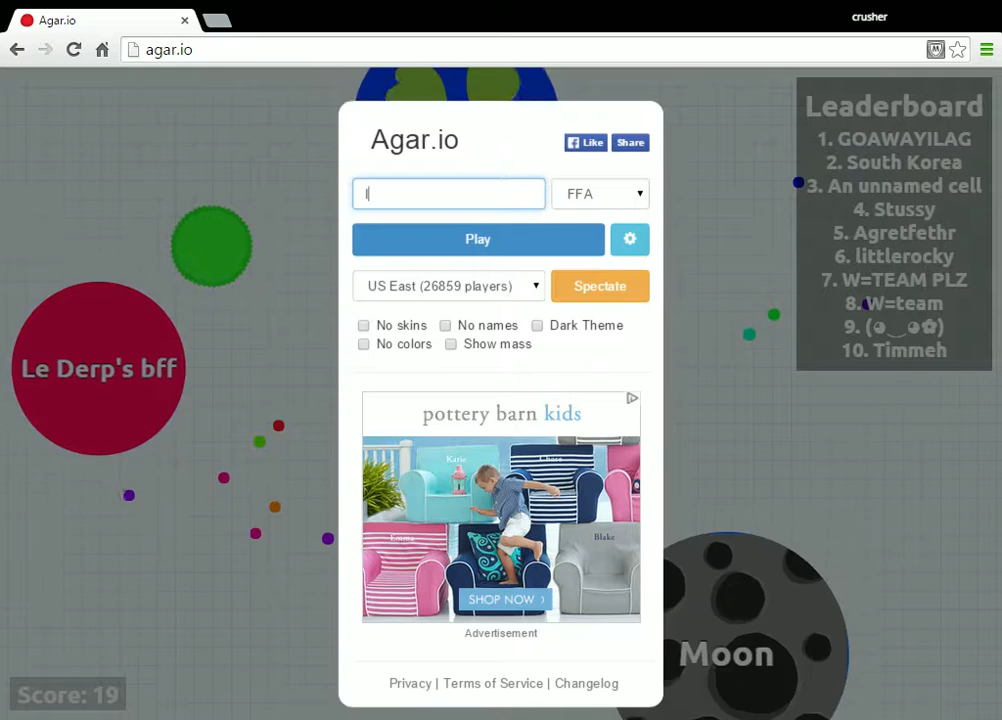 Agar.io
crusher
agar.io
Agar.io
Like
Share
FFA
Play
US East (26859 players)
Spectate
No skins
No names
Dark Theme
No colors
Show mass
pottery barn kids
Karie
Chase
Emma
Blake
SHOP NOW
Advertisement
Privacy | Terms of Service | Changelog
Le Derp's bff
Moon
Score: 19
Leaderboard
1. GOAWAYILAG
2. South Korea
3. An unnamed cell
4. Stussy
5. Agretfethr
6. littlerocky
7. W=TEAM PLZ
8. W=team
9. (◕‿◕✿)
10. Timmeh